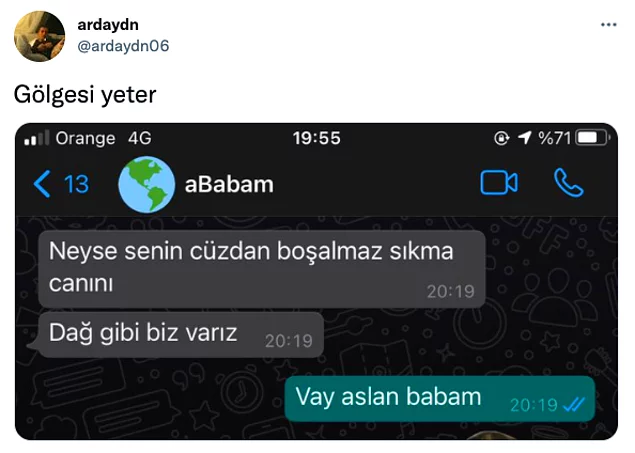 ardaydn
@ardaydn06
Gölgesi yeter
Orange 4G 19:55 %71
13 aBabam
Neyse senin cüzdan boşalmaz sıkma
canını
20:19
Dağ gibi biz varız 20:19
Vay aslan babam 20:19